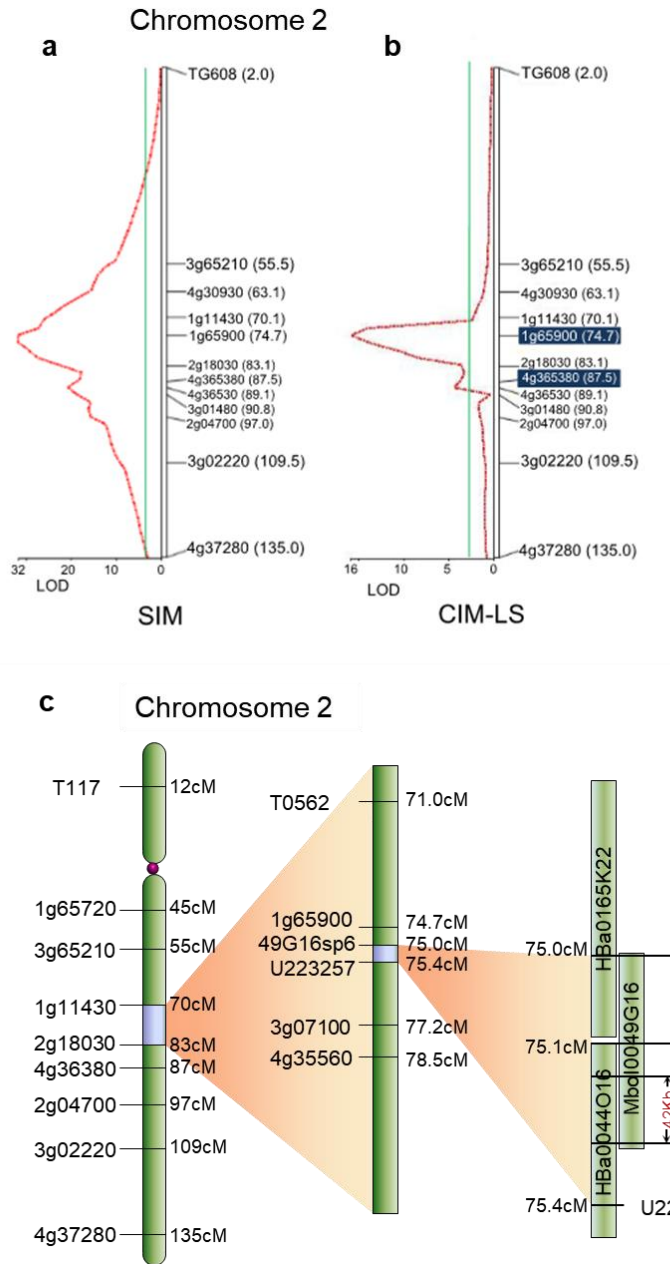 Chromosome 2
a
TG608 (2.0)
3g65210 (55.5)
4g30930 (63.1)
1g11430 (70.1)
1g65900 (74.7)
2g18030 (83.1)
4g365380 (87.5)
4g36530 (89.1)
3g01480 (90.8)
2g04700 (97.0)
3g02220 (109.5)
4g37280 (135.0)
32 20 10 0
LOD
SIM
b
TG608 (2.0)
3g65210 (55.5)
4g30930 (63.1)
1g11430 (70.1)
1g65900 (74.7)
2g18030 (83.1)
4g365380 (87.5)
4g36530 (89.1)
3g01480 (90.8)
2g04700 (97.0)
3g02220 (109.5)
4g37280 (135.0)
16 10 5 0
LOD
CIM-LS
c
Chromosome 2
T117 12cM
1g65720 45cM
3g65210 55cM
1g11430 70cM
2g18030 83cM
4g36380 87cM
2g04700 97cM
3g02220 109cM
4g37280 135cM
T0562 71.0cM
1g65900 74.7cM
49G16sp6 75.0cM
U223257 75.4cM
3g07100 77.2cM
4g35560 78.5cM
HBa0165K22
75.0cM
75.1cM
HBa0044O16
MboI0049G16
42Kb
75.4cM U22